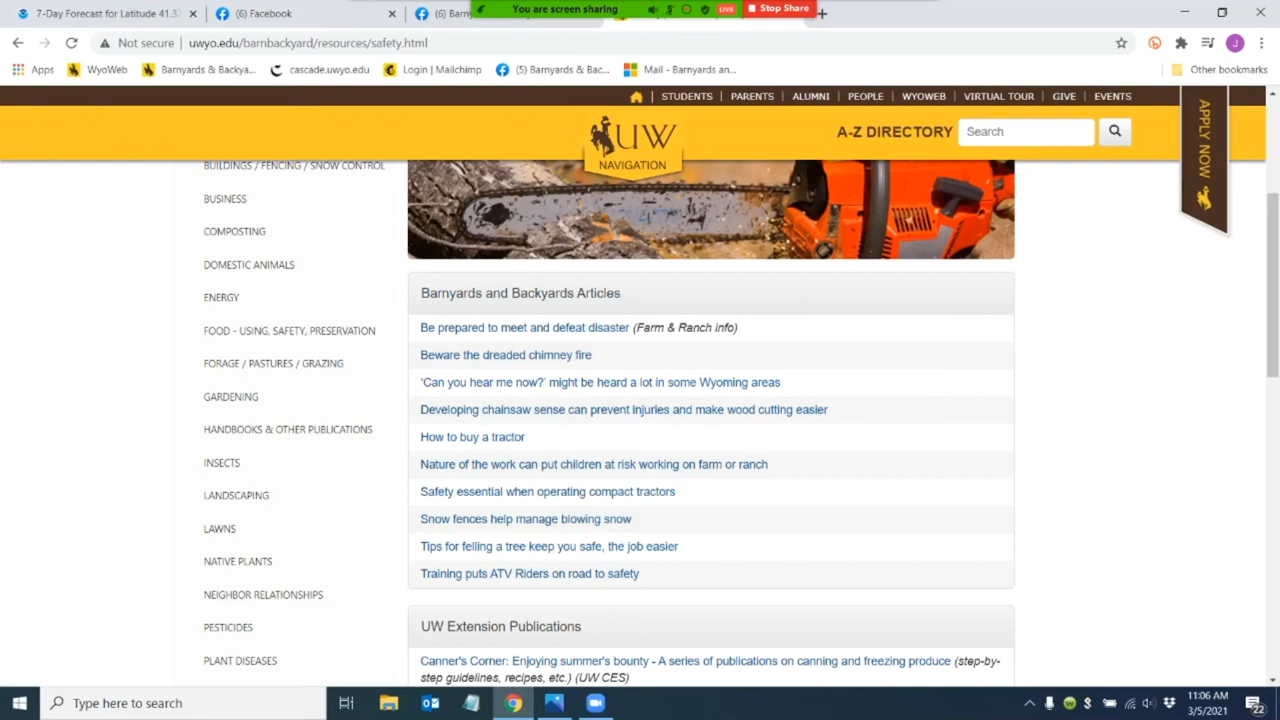 7-Day Forecast for Latitude 41.3
(6) Facebook
(6) Barny
You are screen sharing
LIVE
Stop Share
Not secure
uwyo.edu/barnbackyard/resources/safety.html
J
Apps
WyoWeb
Barnyards & Backya...
cascade.uwyo.edu
Login | Mailchimp
(5) Barnyards & Bac...
Mail - Barnyards an...
Other bookmarks
STUDENTS | PARENTS | ALUMNI | PEOPLE | WYOWEB | VIRTUAL TOUR | GIVE | EVENTS
UW
NAVIGATION
A-Z DIRECTORY
Search
APPLY NOW
BUILDINGS / FENCING / SNOW CONTROL
BUSINESS
COMPOSTING
DOMESTIC ANIMALS
ENERGY
FOOD - USING, SAFETY, PRESERVATION
FORAGE / PASTURES / GRAZING
GARDENING
HANDBOOKS & OTHER PUBLICATIONS
INSECTS
LANDSCAPING
LAWNS
NATIVE PLANTS
NEIGHBOR RELATIONSHIPS
PESTICIDES
PLANT DISEASES
Barnyards and Backyards Articles
Be prepared to meet and defeat disaster (Farm & Ranch info)
Beware the dreaded chimney fire
‘Can you hear me now?’ might be heard a lot in some Wyoming areas
Developing chainsaw sense can prevent injuries and make wood cutting easier
How to buy a tractor
Nature of the work can put children at risk working on farm or ranch
Safety essential when operating compact tractors
Snow fences help manage blowing snow
Tips for felling a tree keep you safe, the job easier
Training puts ATV Riders on road to safety
UW Extension Publications
Canner's Corner: Enjoying summer's bounty - A series of publications on canning and freezing produce (step-by-
step guidelines, recipes, etc.) (UW CES)
Type here to search
11:06 AM
3/5/2021
22